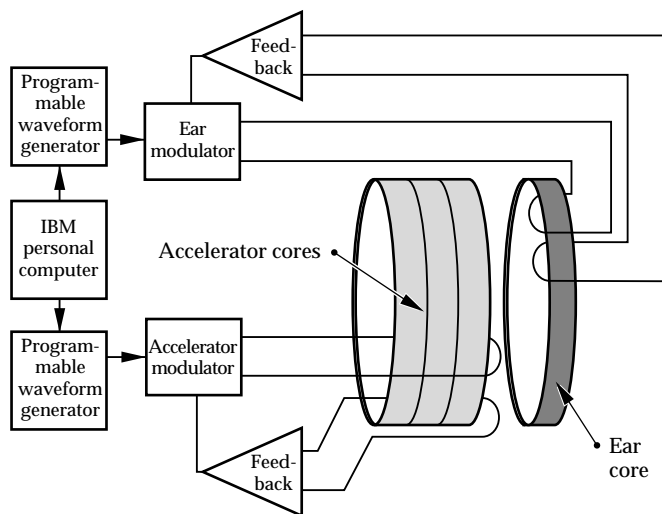 Feed-
back
Program-
mable
waveform
generator
Ear
modulator
IBM
personal
computer
Accelerator cores
Program-
mable
waveform
generator
Accelerator
modulator
Feed-
back
Ear
core